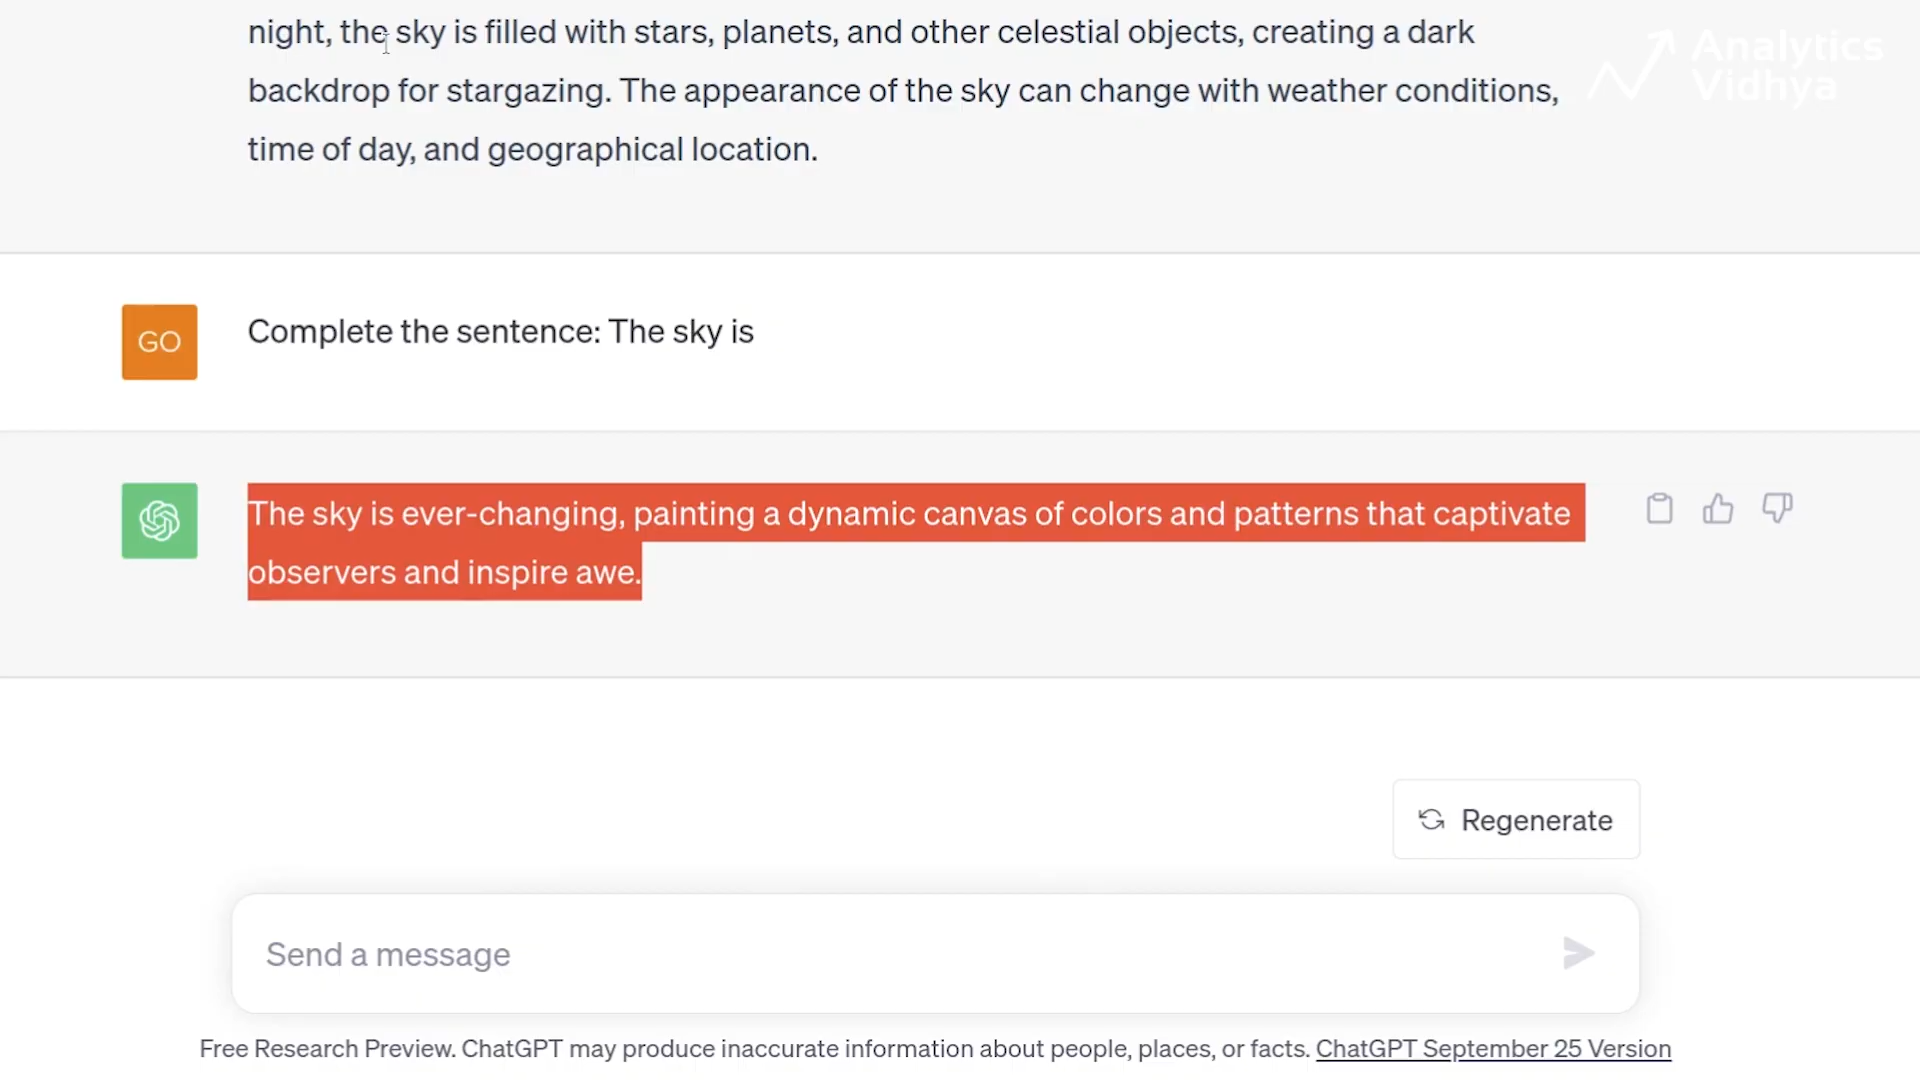 night, the sky is filled with stars, planets, and other celestial objects, creating a dark
backdrop for stargazing. The appearance of the sky can change with weather conditions,
time of day, and geographical location.
Analytics
Vidhya
GO
Complete the sentence: The sky is
The sky is ever-changing, painting a dynamic canvas of colors and patterns that captivate
observers and inspire awe.
Regenerate
Send a message
Free Research Preview. ChatGPT may produce inaccurate information about people, places, or facts. ChatGPT September 25 Version